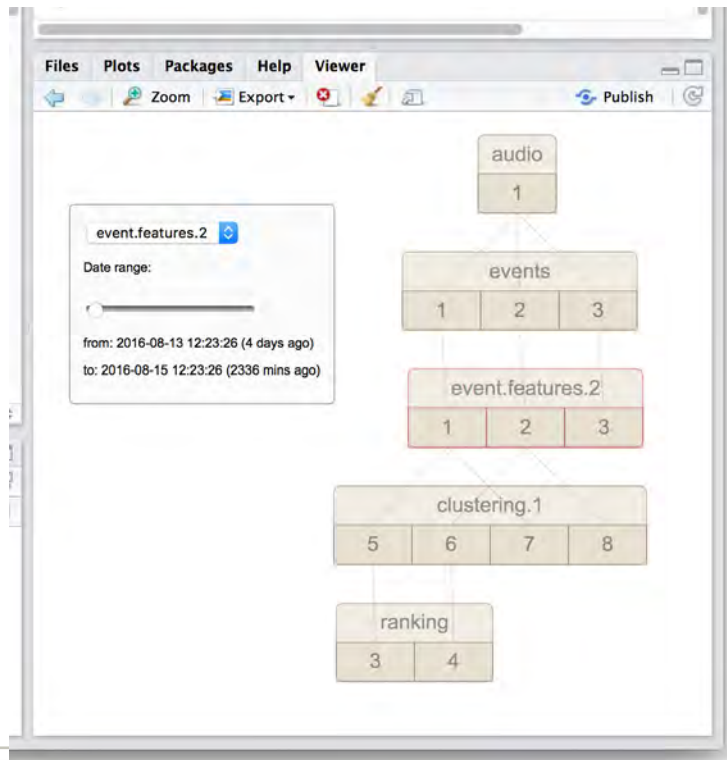 Files Plots Packages Help Viewer
Zoom Export Publish
audio
1
event.features.2
Date range:
from: 2016-08-13 12:23:26 (4 days ago)
to: 2016-08-15 12:23:26 (2336 mins ago)
events
1 2 3
event.features.2
1 2 3
clustering.1
5 6 7 8
ranking
3 4